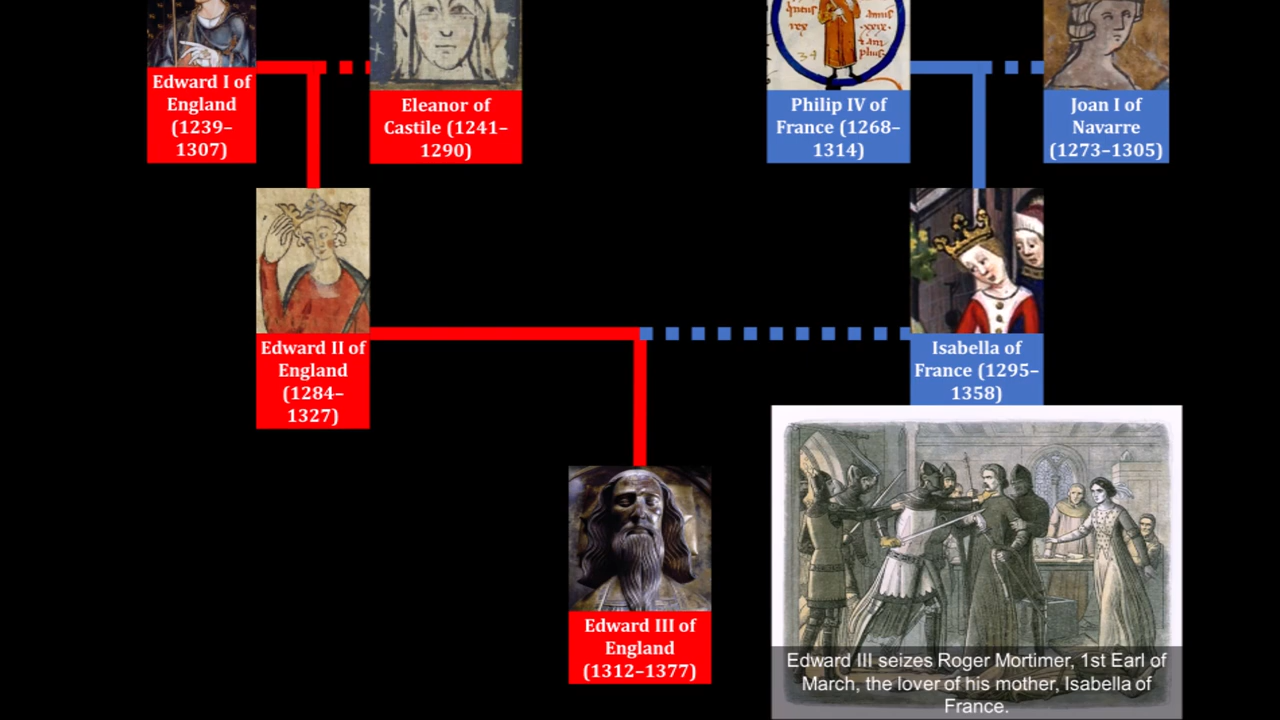 Edward I of
England
(1239–
1307)
Eleanor of
Castile (1241–
1290)
rex
Philip IV of
France (1268–
1314)
Joan I of
Navarre
(1273–1305)
Edward II of
England
(1284–
1327)
Isabella of
France (1295–
1358)
Edward III of
England
(1312–1377)
Edward III seizes Roger Mortimer, 1st Earl of
March, the lover of his mother, Isabella of
France.